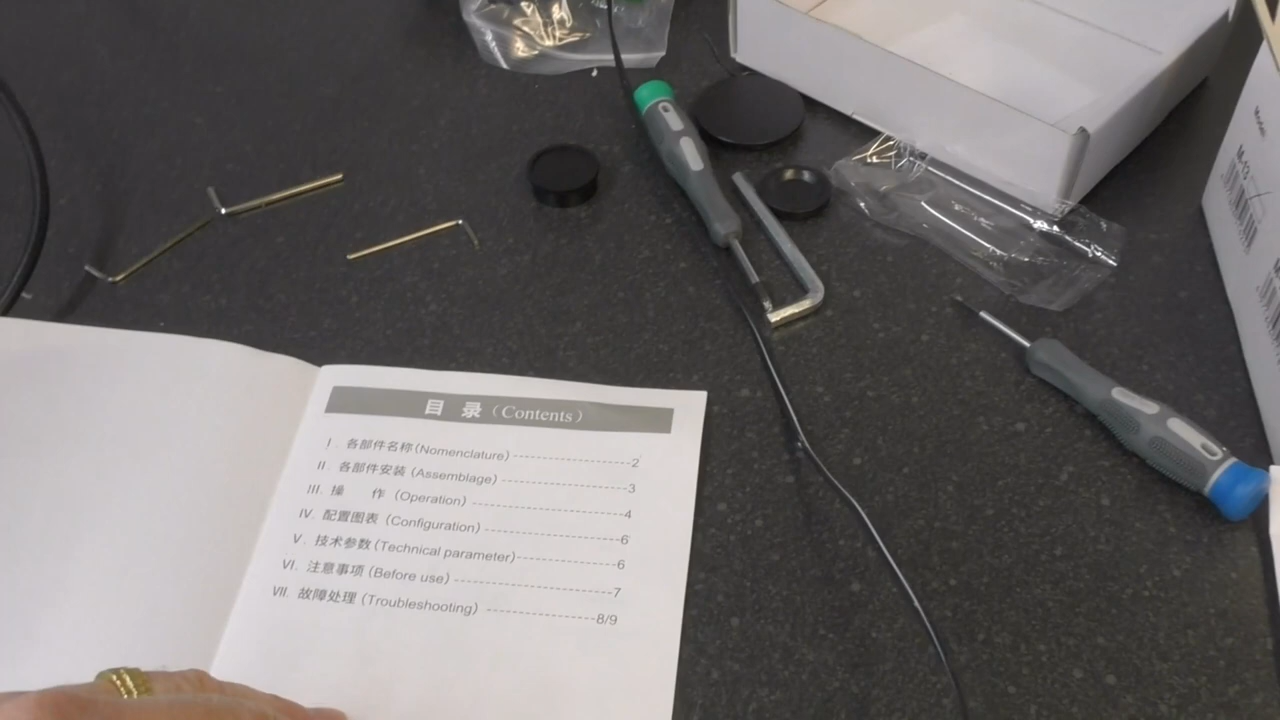 目 录（Contents）
Ⅰ. 各部件名称（Nomenclature）------------------------2
Ⅱ. 各部件安装（Assemblage）-------------------------3
Ⅲ. 操 作（Operation）-------------------------------4
Ⅳ. 配置图表（Configuration）------------------------6
Ⅴ. 技术参数（Technical parameter）------------------6
Ⅵ. 注意事项（Before use）---------------------------7
Ⅶ. 故障处理（Troubleshooting）----------------------8/9
Model: